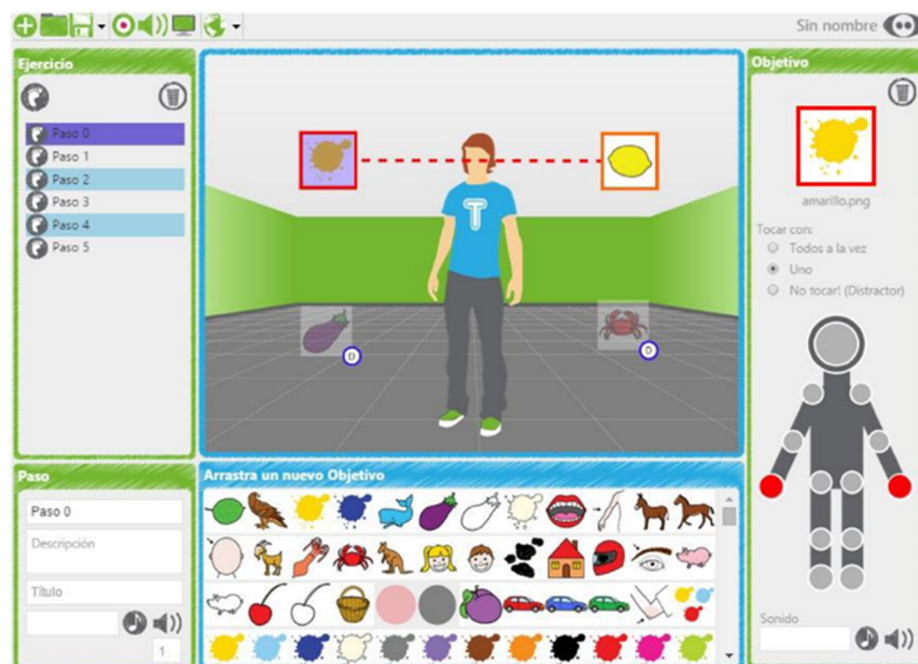 Sin nombre
Ejercicio
Paso 0
Paso 1
Paso 2
Paso 3
Paso 4
Paso 5
T
D
D
Objetivo
amarillo.png
Tocar con:
Todos a la vez
Uno
No tocar! (Distractor)
Sonido
Paso
Paso 0
Descripción
Título
1
Arrastra un nuevo Objetivo